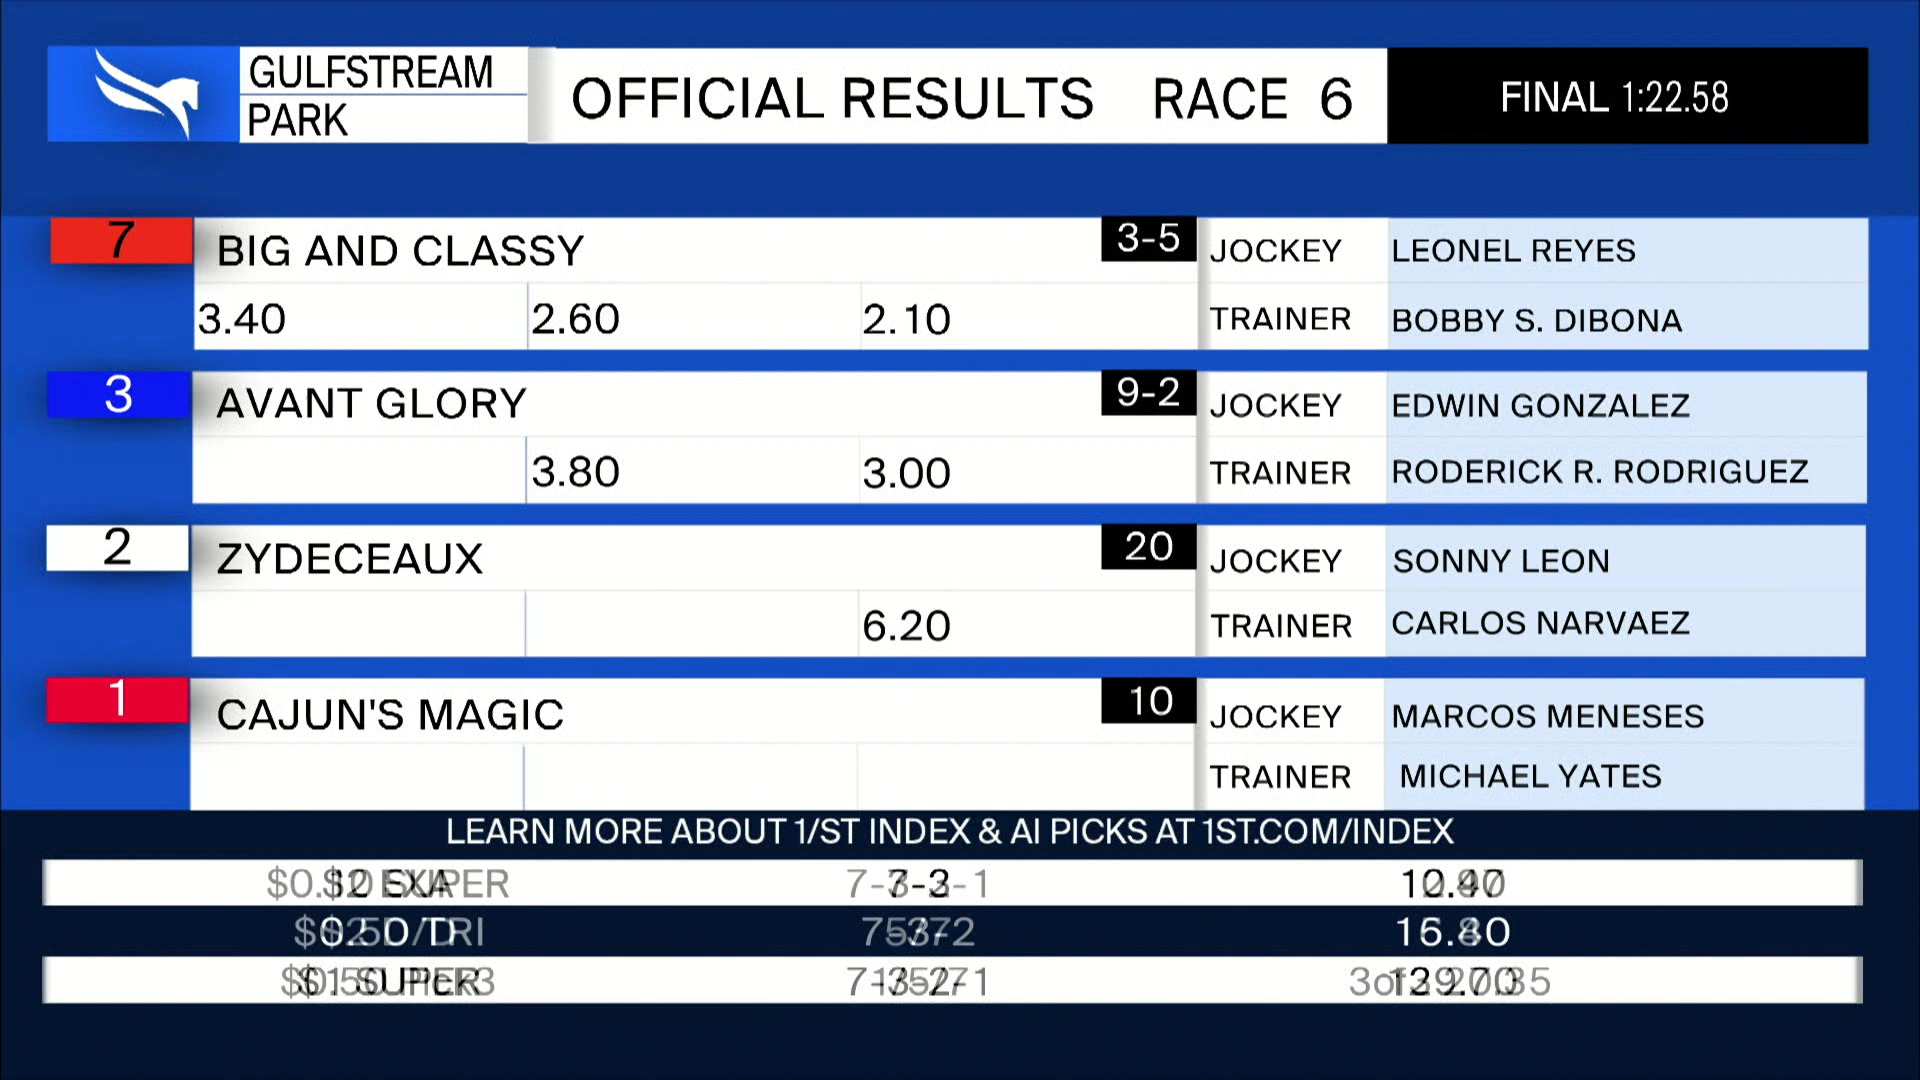 GULFSTREAM
PARK
OFFICIAL RESULTS RACE 6
FINAL 1:22.58
7 BIG AND CLASSY 3-5 JOCKEY LEONEL REYES
3.40 2.60 2.10 TRAINER BOBBY S. DIBONA
3 AVANT GLORY 9-2 JOCKEY EDWIN GONZALEZ
3.80 3.00 TRAINER RODERICK R. RODRIGUEZ
2 ZYDECEAUX 20 JOCKEY SONNY LEON
6.20 TRAINER CARLOS NARVAEZ
1 CAJUN'S MAGIC 10 JOCKEY MARCOS MENESES
TRAINER MICHAEL YATES
LEARN MORE ABOUT 1/ST INDEX & AI PICKS AT 1ST.COM/INDEX